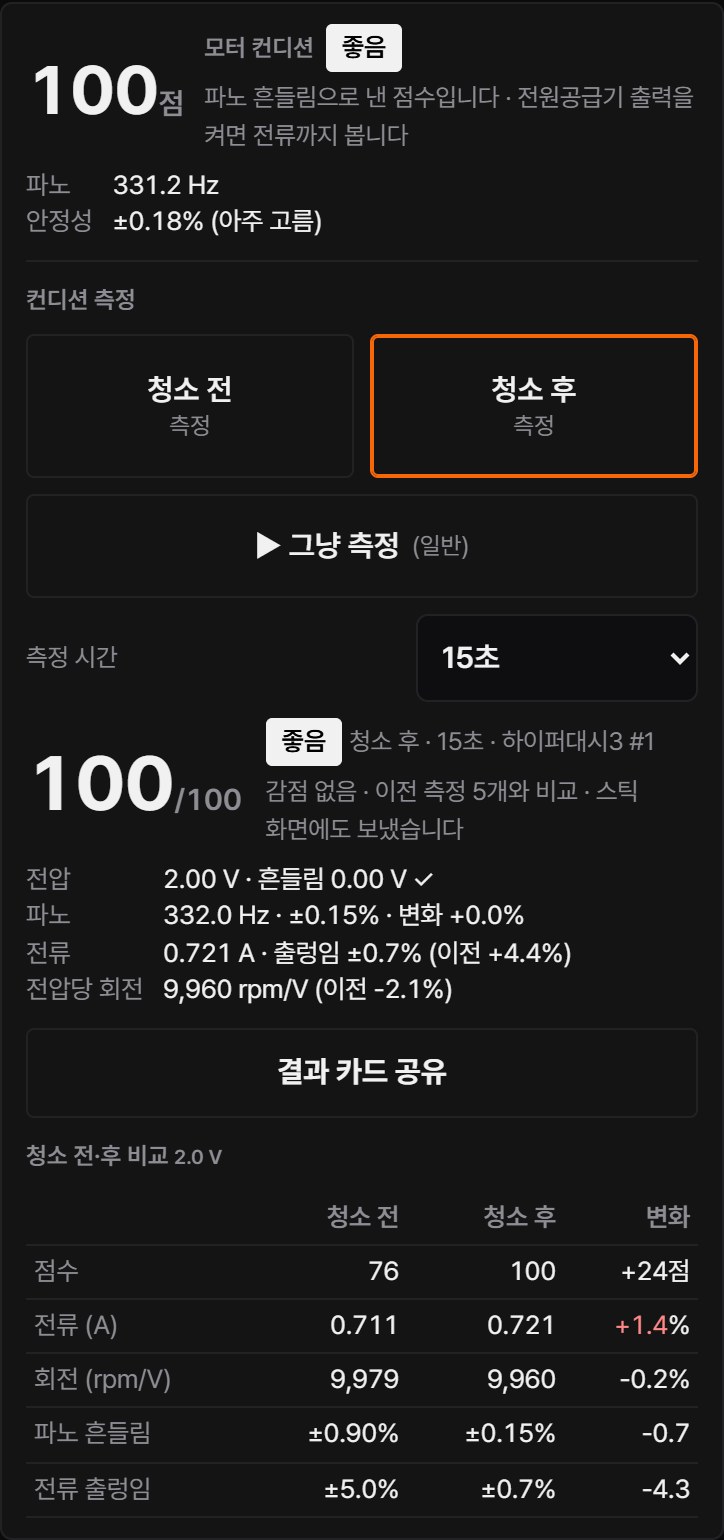 100점
모터 컨디션 좋음
파노 흔들림으로 낸 점수입니다 · 전원공급기 출력을
켜면 전류까지 봅니다
파노 331.2 Hz
안정성 ±0.18% (아주 고름)
컨디션 측정
청소 전
측정
청소 후
측정
▶ 그냥 측정 (일반)
측정 시간 15초
100/100
좋음 청소 후 · 15초 · 하이퍼대시3 #1
감점 없음 · 이전 측정 5개와 비교 · 스틱
화면에도 보냈습니다
전압 2.00 V · 흔들림 0.00 V ✓
파노 332.0 Hz · ±0.15% · 변화 +0.0%
전류 0.721 A · 출렁임 ±0.7% (이전 +4.4%)
전압당 회전 9,960 rpm/V (이전 -2.1%)
결과 카드 공유
청소 전·후 비교 2.0 V
청소 전 청소 후 변화
점수 76 100 +24점
전류 (A) 0.711 0.721 +1.4%
회전 (rpm/V) 9,979 9,960 -0.2%
파노 흔들림 ±0.90% ±0.15% -0.7
전류 출렁임 ±5.0% ±0.7% -4.3